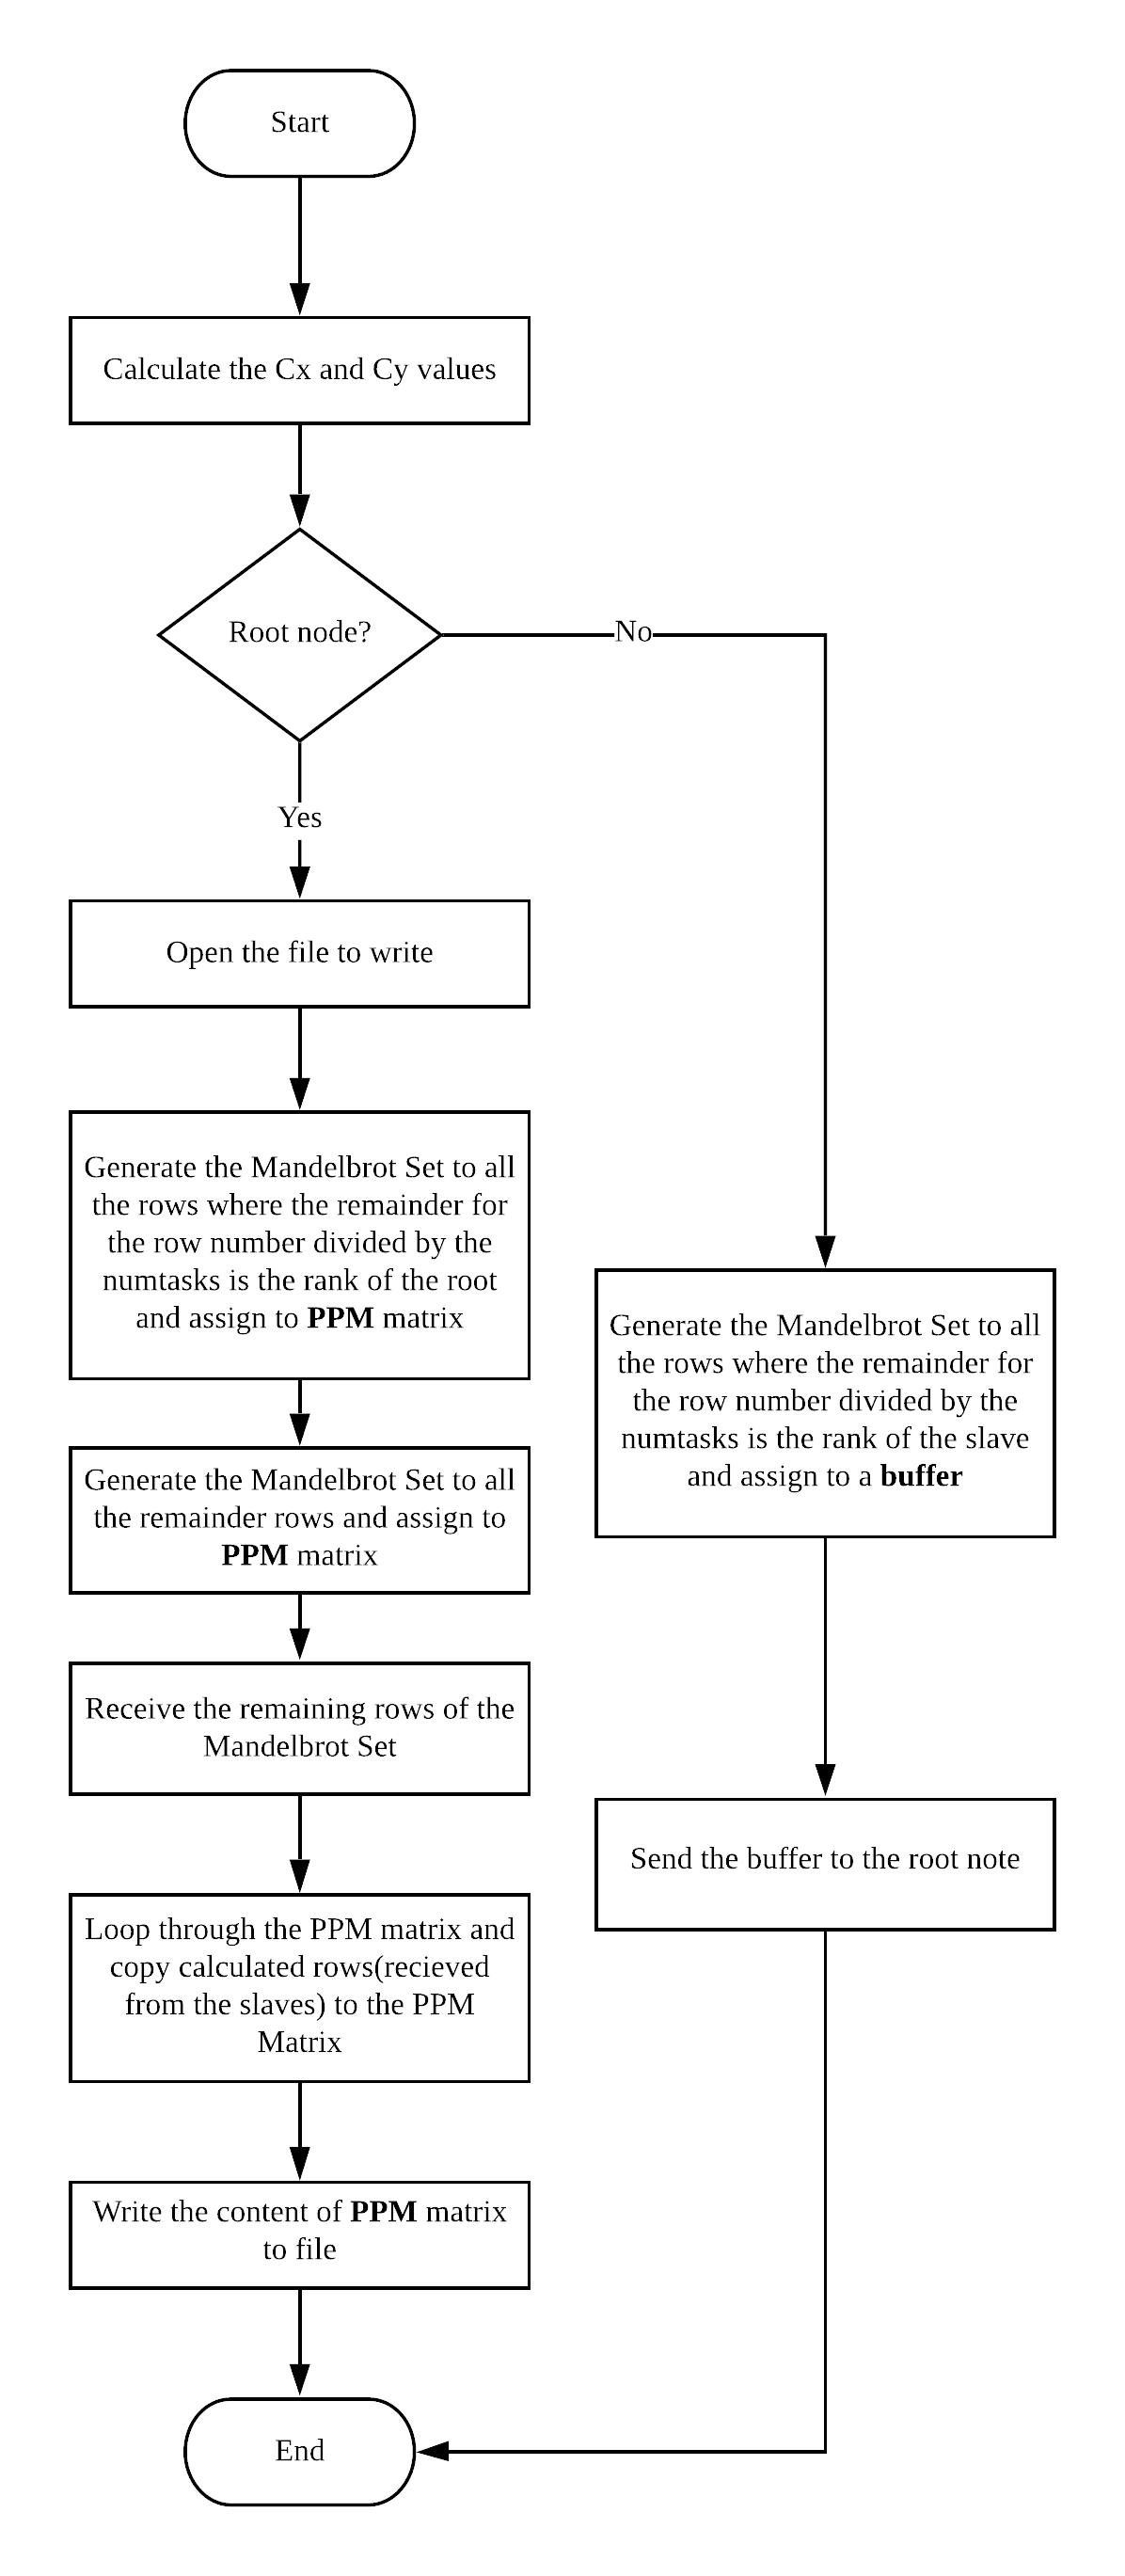 Start
Calculate the Cx and Cy values
Root node?
No
Yes
Open the file to write
Generate the Mandelbrot Set to all
the rows where the remainder for
the row number divided by the
numtasks is the rank of the root
and assign to PPM matrix
Generate the Mandelbrot Set to all
the rows where the remainder for
the row number divided by the
numtasks is the rank of the slave
and assign to a buffer
Generate the Mandelbrot Set to all
the remainder rows and assign to
PPM matrix
Receive the remaining rows of the
Mandelbrot Set
Send the buffer to the root note
Loop through the PPM matrix and
copy calculated rows(recieved
from the slaves) to the PPM
Matrix
Write the content of PPM matrix
to file
End